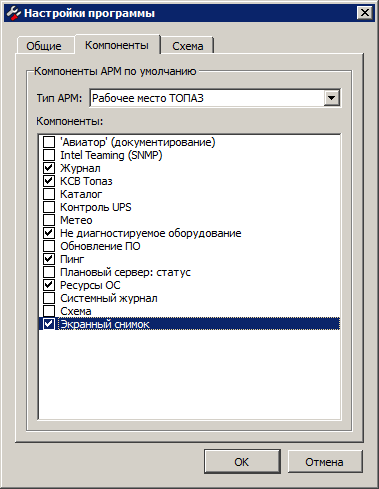 Настройки программы
Общие Компоненты Схема
Компоненты АРМ по умолчанию
Тип АРМ: Рабочее место ТОПАЗ
Компоненты:
'Авиатор' (документирование)
Intel Teaming (SNMP)
Журнал
КСВ Топаз
Каталог
Контроль UPS
Метео
Не диагностируемое оборудование
Обновление ПО
Пинг
Плановый сервер: статус
Ресурсы ОС
Системный журнал
Схема
Экранный снимок
OK Отмена